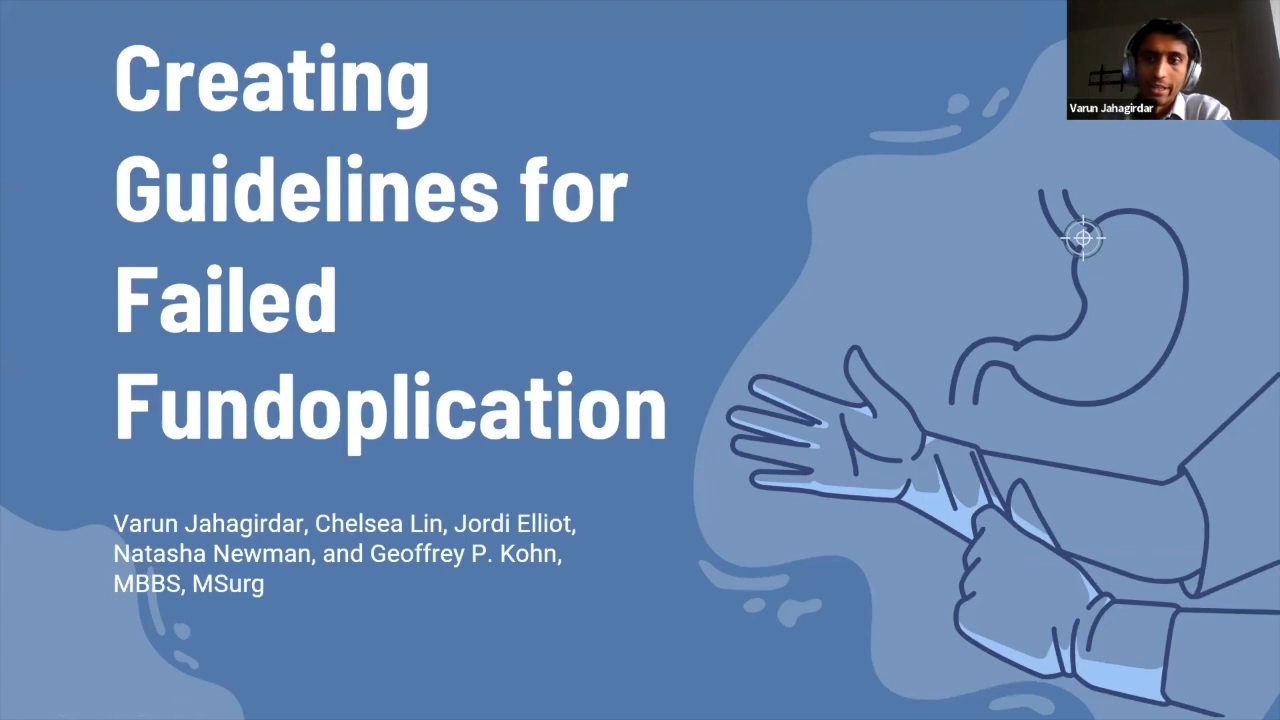 Creating
Guidelines for
Failed
Fundoplication
Varun Jahagirdar, Chelsea Lin, Jordi Elliot,
Natasha Newman, and Geoffrey P. Kohn,
MBBS, MSurg
Varun Jahagirdar